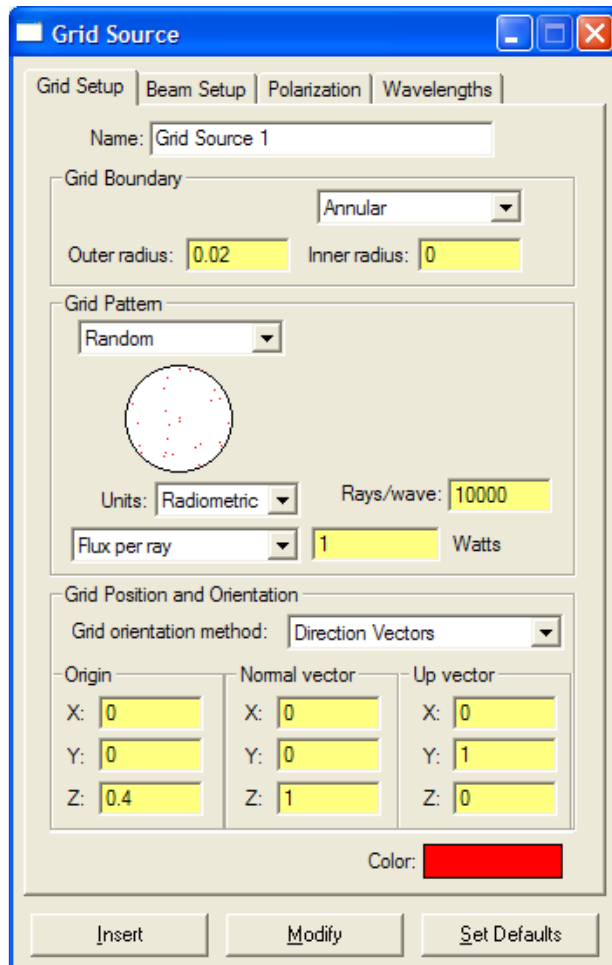 Grid Source
Grid Setup Beam Setup Polarization Wavelengths
Name: Grid Source 1
Grid Boundary
Annular
Outer radius: 0.02 Inner radius: 0
Grid Pattern
Random
Units: Radiometric Rays/wave: 10000
Flux per ray 1 Watts
Grid Position and Orientation
Grid orientation method: Direction Vectors
Origin Normal vector Up vector
X: 0 X: 0 X: 0
Y: 0 Y: 0 Y: 1
Z: 0.4 Z: 1 Z: 0
Color:
Insert Modify Set Defaults